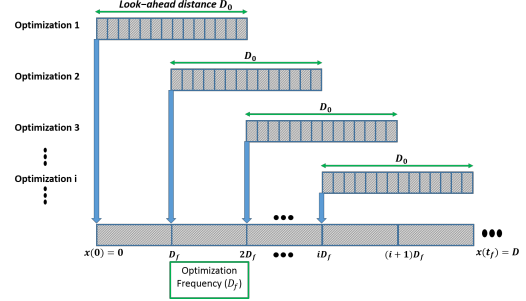 Look−ahead distance D₀
Optimization 1
D₀
Optimization 2
D₀
Optimization 3
D₀
Optimization i
x(0) = 0 D_f 2D_f iD_f (i + 1)D_f x(t_f) = D
Optimization
Frequency (D_f)